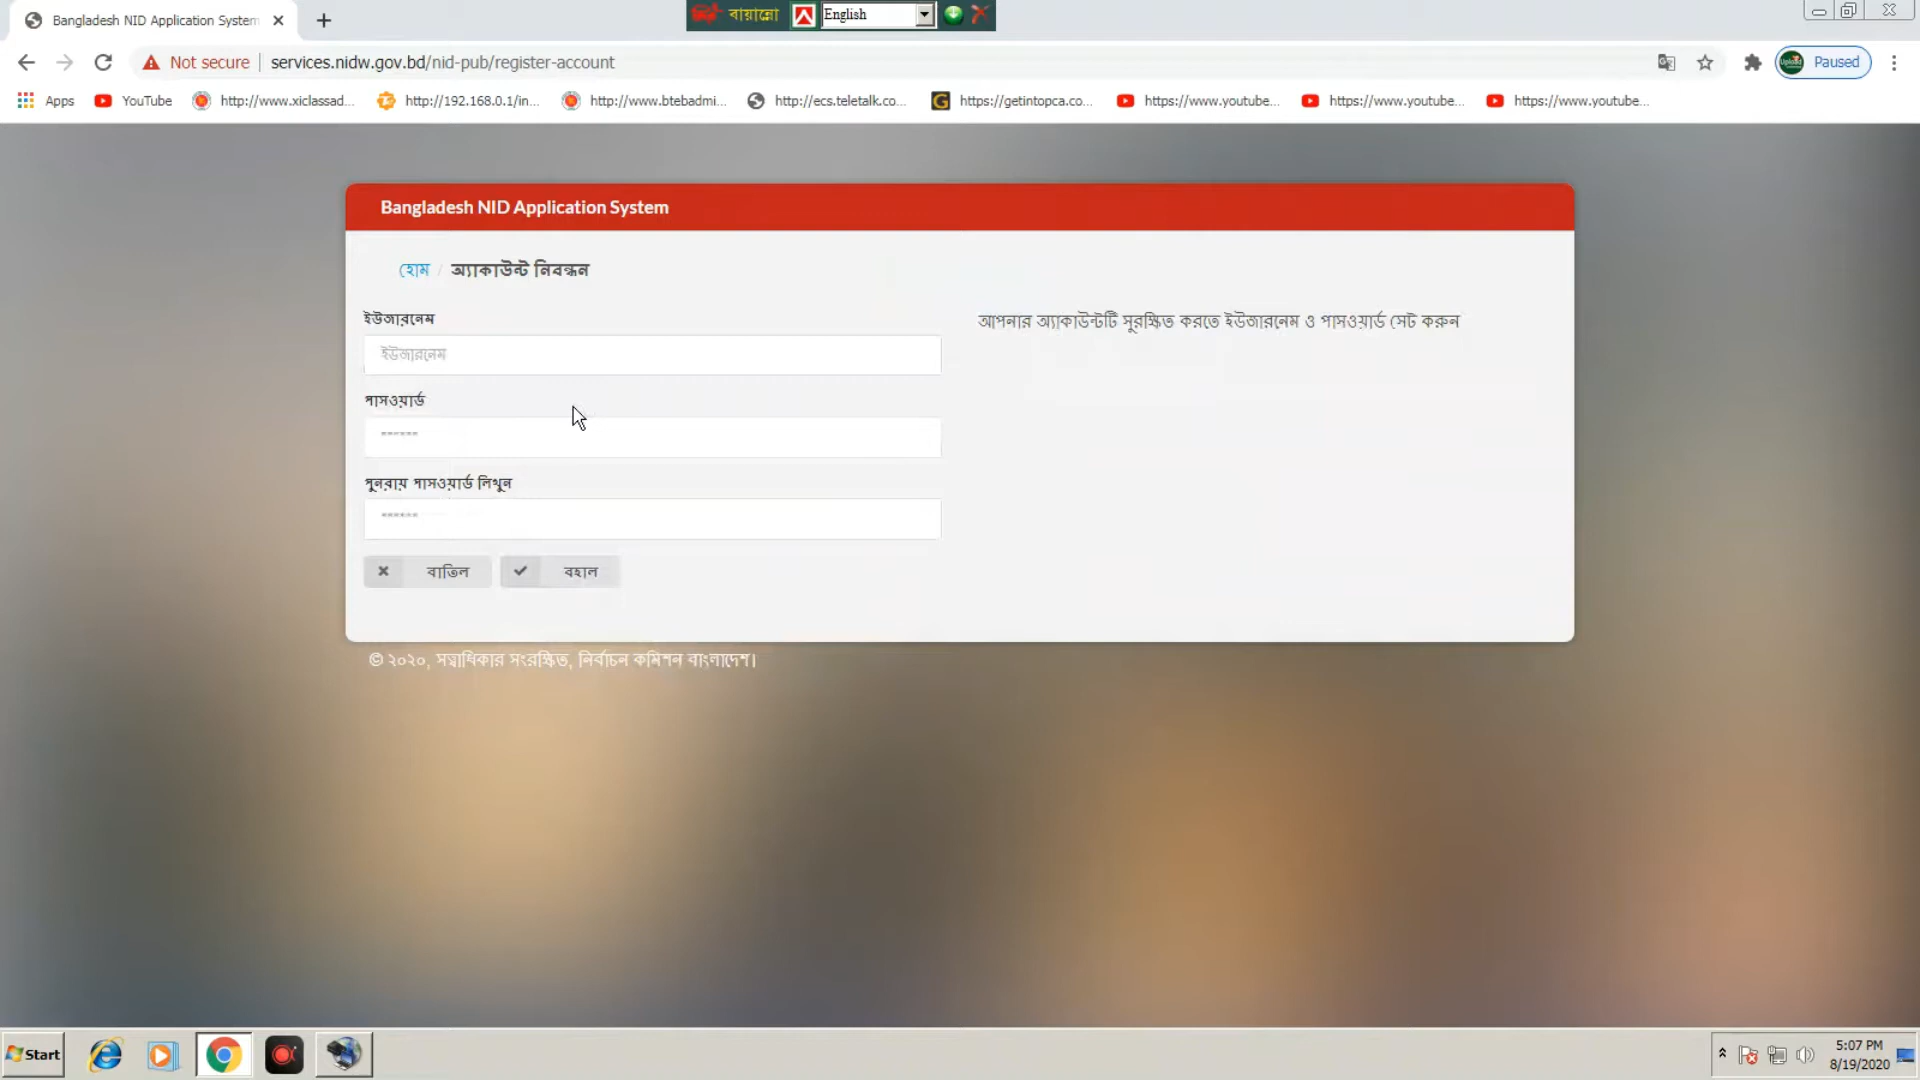 Bangladesh NID Application System
বায়ান্নো
English
Not secure
services.nidw.gov.bd/nid-pub/register-account
Paused
Apps
YouTube
http://www.xiclassad...
http://192.168.0.1/in...
http://www.btebadmi...
http://ecs.teletalk.co...
https://getintopca.co...
https://www.youtube...
https://www.youtube...
https://www.youtube...
Bangladesh NID Application System
হোম / অ্যাকাউন্ট নিবন্ধন
ইউজারনেম
ইউজারনেম
আপনার অ্যাকাউন্টটি সুরক্ষিত করতে ইউজারনেম ও পাসওয়ার্ড সেট করুন
পাসওয়ার্ড
******
পুনরায় পাসওয়ার্ড লিখুন
******
বাতিল
বহাল
© ২০২০, সত্বাধিকার সংরক্ষিত, নির্বাচন কমিশন বাংলাদেশ।
Start
5:07 PM
8/19/2020